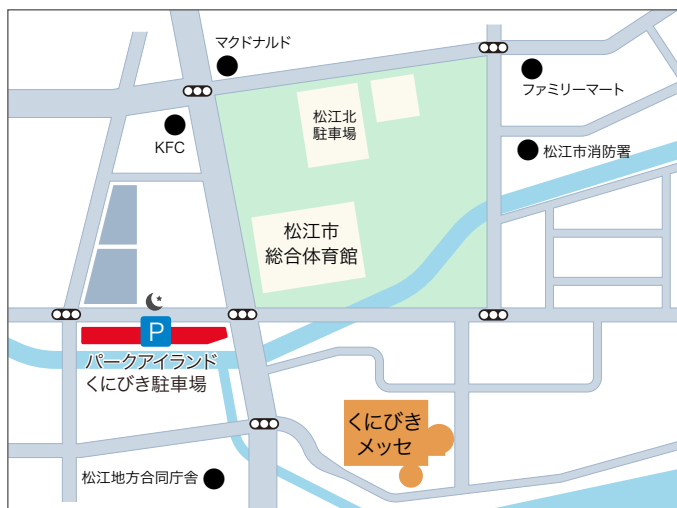 マクドナルド
ファミリーマート
松江北
駐車場
KFC
松江市消防署
松江市
総合体育館
P
パークアイランド
くにびき駐車場
くにびき
メッセ
松江地方合同庁舎